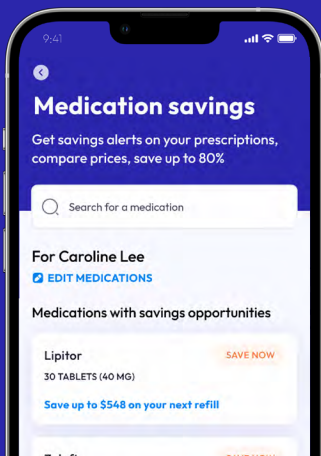 9:41
Medication savings
Get savings alerts on your prescriptions,
compare prices, save up to 80%
Search for a medication
For Caroline Lee
EDIT MEDICATIONS
Medications with savings opportunities
Lipitor SAVE NOW
30 TABLETS (40 MG)
Save up to $548 on your next refill